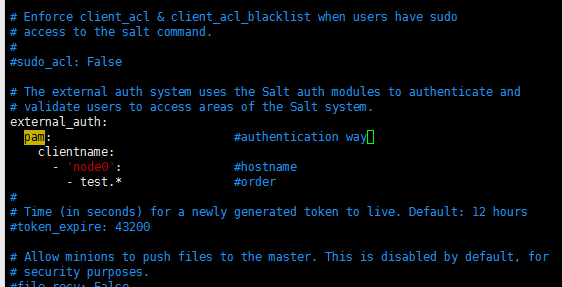 # Enforce client_acl & client_acl_blacklist when users have sudo
# access to the salt command.
#
#sudo_acl: False
# The external auth system uses the Salt auth modules to authenticate and
# validate users to access areas of the Salt system.
external_auth:
pam: #authentication way
clientname:
- 'node0': #hostname
- test.* #order
#
# Time (in seconds) for a newly generated token to live. Default: 12 hours
#token_expire: 43200
# Allow minions to push files to the master. This is disabled by default, for
# security purposes.
#file_recv: False